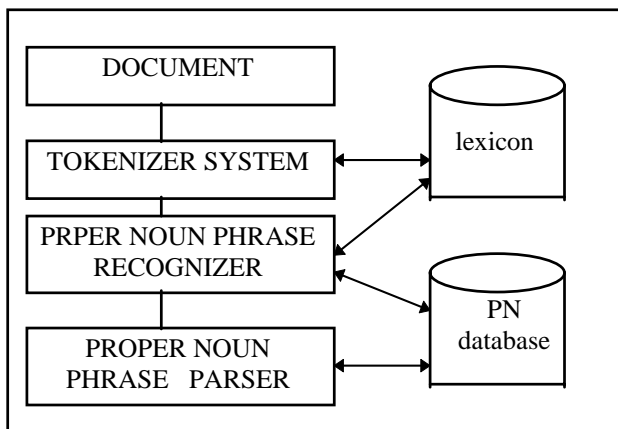 DOCUMENT
TOKENIZER SYSTEM
PRPER NOUN PHRASE
RECOGNIZER
PROPER NOUN
PHRASE PARSER
lexicon
PN
database